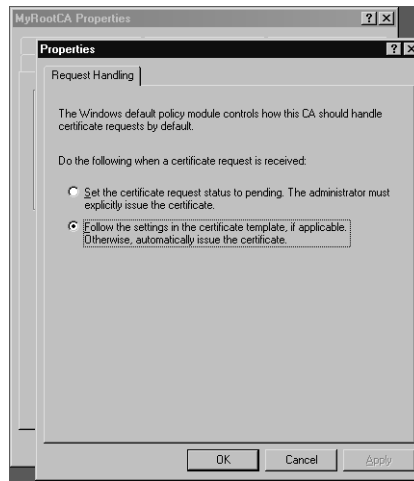 MyRootCA Properties
Properties
Request Handling
The Windows default policy module controls how this CA should handle
certificate requests by default.
Do the following when a certificate request is received:
Set the certificate request status to pending. The administrator must
explicitly issue the certificate.
Follow the settings in the certificate template, if applicable.
Otherwise, automatically issue the certificate.
OK Cancel Apply